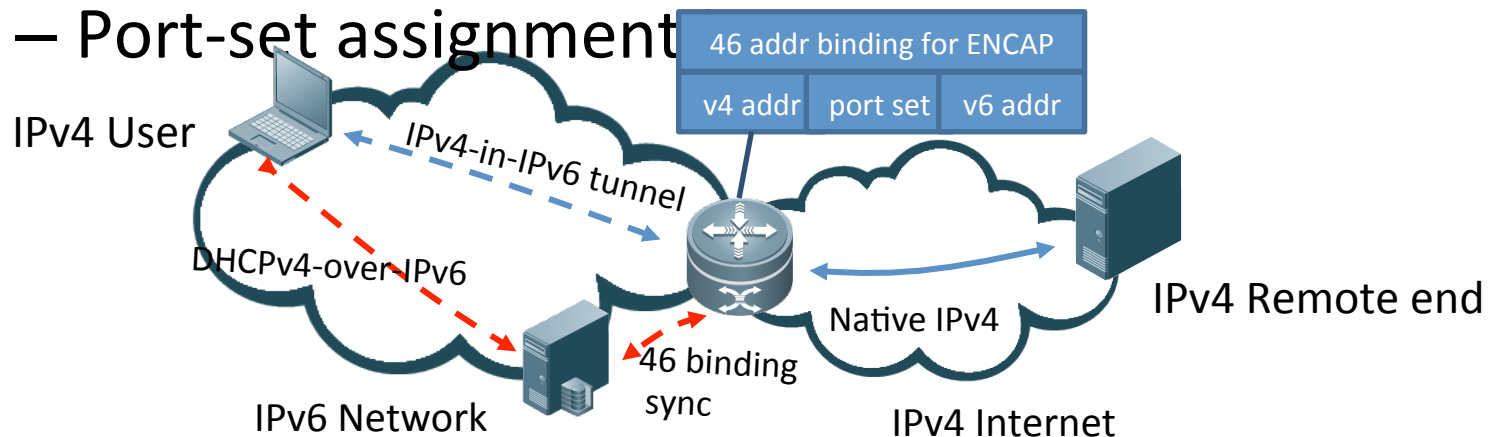 – Port-set assignment
46 addr binding for ENCAP
v4 addr port set v6 addr
IPv4 User
IPv4-in-IPv6 tunnel
DHCPv4-over-IPv6
Native IPv4
IPv4 Remote end
46 binding
sync
IPv6 Network
IPv4 Internet